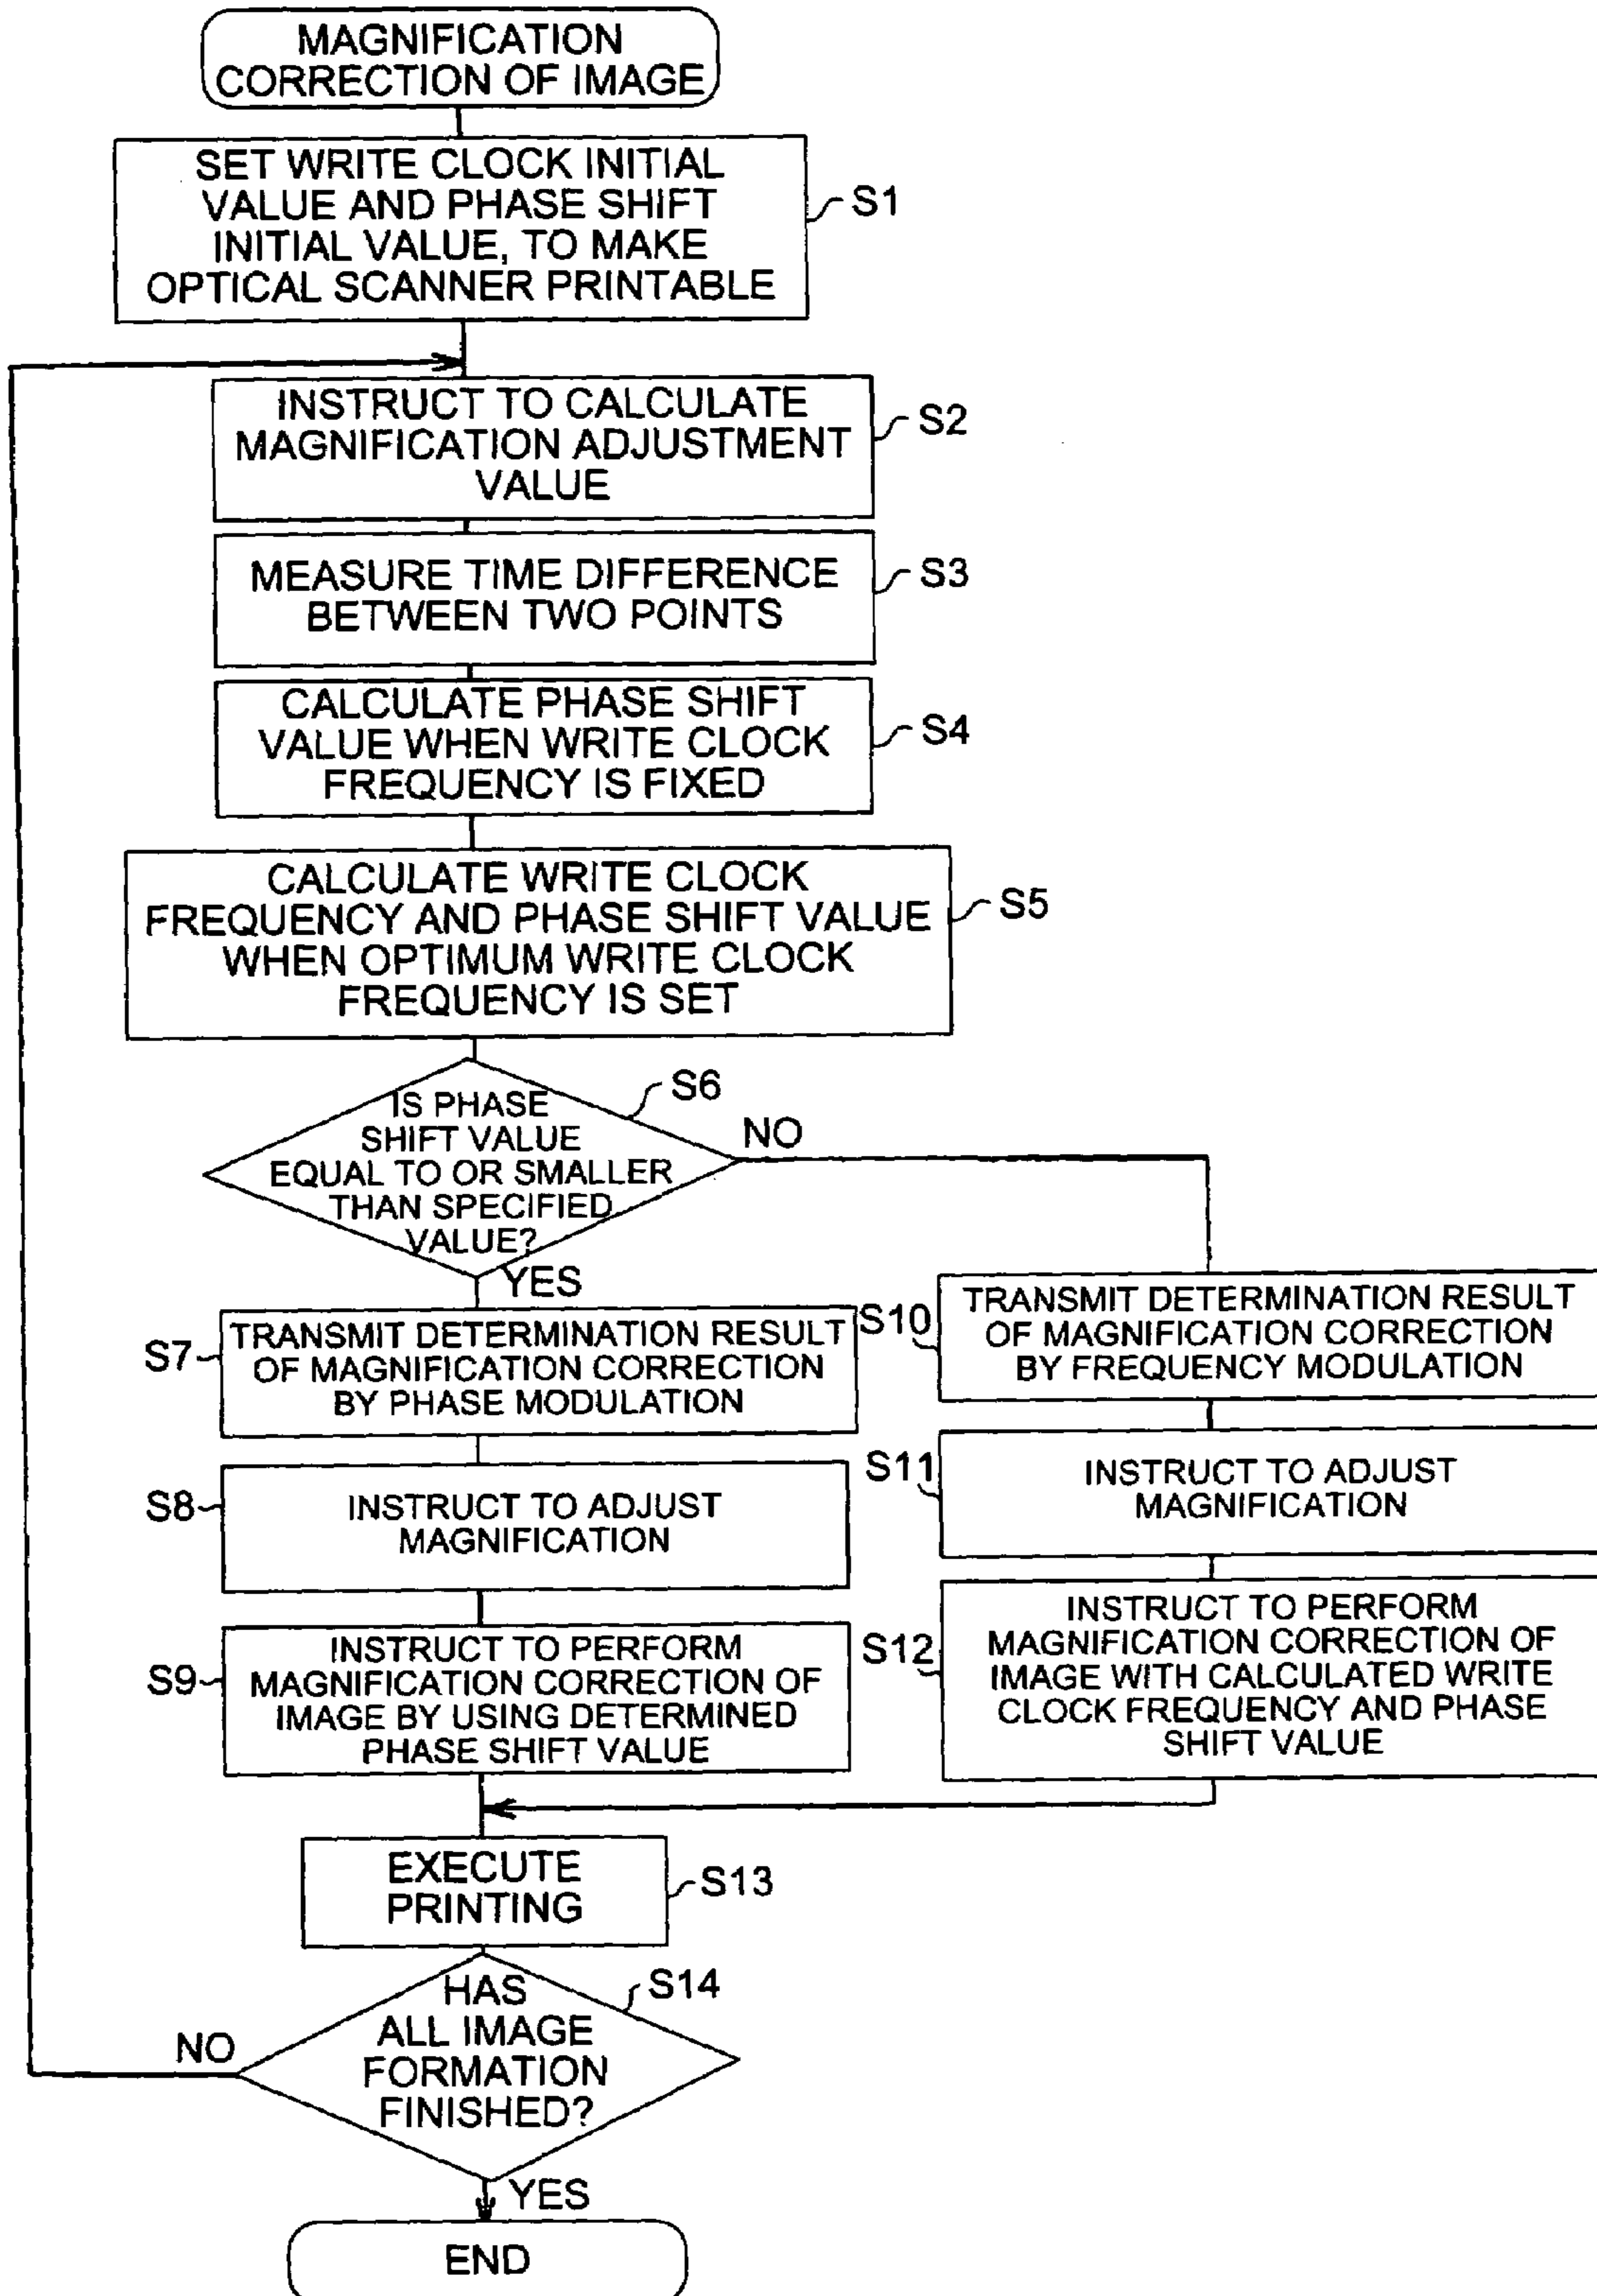 MAGNIFICATION
CORRECTION OF IMAGE
SET WRITE CLOCK INITIAL
VALUE AND PHASE SHIFT
INITIAL VALUE, TO MAKE
OPTICAL SCANNER PRINTABLE
S1
INSTRUCT TO CALCULATE
MAGNIFICATION ADJUSTMENT
VALUE
S2
MEASURE TIME DIFFERENCE
BETWEEN TWO POINTS
S3
CALCULATE PHASE SHIFT
VALUE WHEN WRITE CLOCK
FREQUENCY IS FIXED
S4
CALCULATE WRITE CLOCK
FREQUENCY AND PHASE SHIFT VALUE
WHEN OPTIMUM WRITE CLOCK
FREQUENCY IS SET
S5
IS PHASE
SHIFT VALUE
EQUAL TO OR SMALLER
THAN SPECIFIED
VALUE?
S6
NO
YES
S7
TRANSMIT DETERMINATION RESULT
OF MAGNIFICATION CORRECTION
BY PHASE MODULATION
S8
INSTRUCT TO ADJUST
MAGNIFICATION
S9
INSTRUCT TO PERFORM
MAGNIFICATION CORRECTION OF
IMAGE BY USING DETERMINED
PHASE SHIFT VALUE
S10
TRANSMIT DETERMINATION RESULT
OF MAGNIFICATION CORRECTION
BY FREQUENCY MODULATION
S11
INSTRUCT TO ADJUST
MAGNIFICATION
S12
INSTRUCT TO PERFORM
MAGNIFICATION CORRECTION OF
IMAGE WITH CALCULATED WRITE
CLOCK FREQUENCY AND PHASE
SHIFT VALUE
EXECUTE
PRINTING
S13
HAS
ALL IMAGE
FORMATION
FINISHED?
S14
NO
YES
END